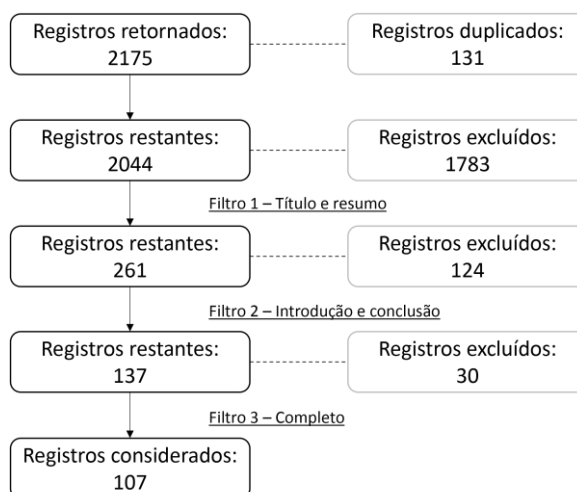 Registros retornados:
2175
Registros duplicados:
131
Registros restantes:
2044
Registros excluídos:
1783
Filtro 1 – Título e resumo
Registros restantes:
261
Registros excluídos:
124
Filtro 2 – Introdução e conclusão
Registros restantes:
137
Registros excluídos:
30
Filtro 3 – Completo
Registros considerados:
107